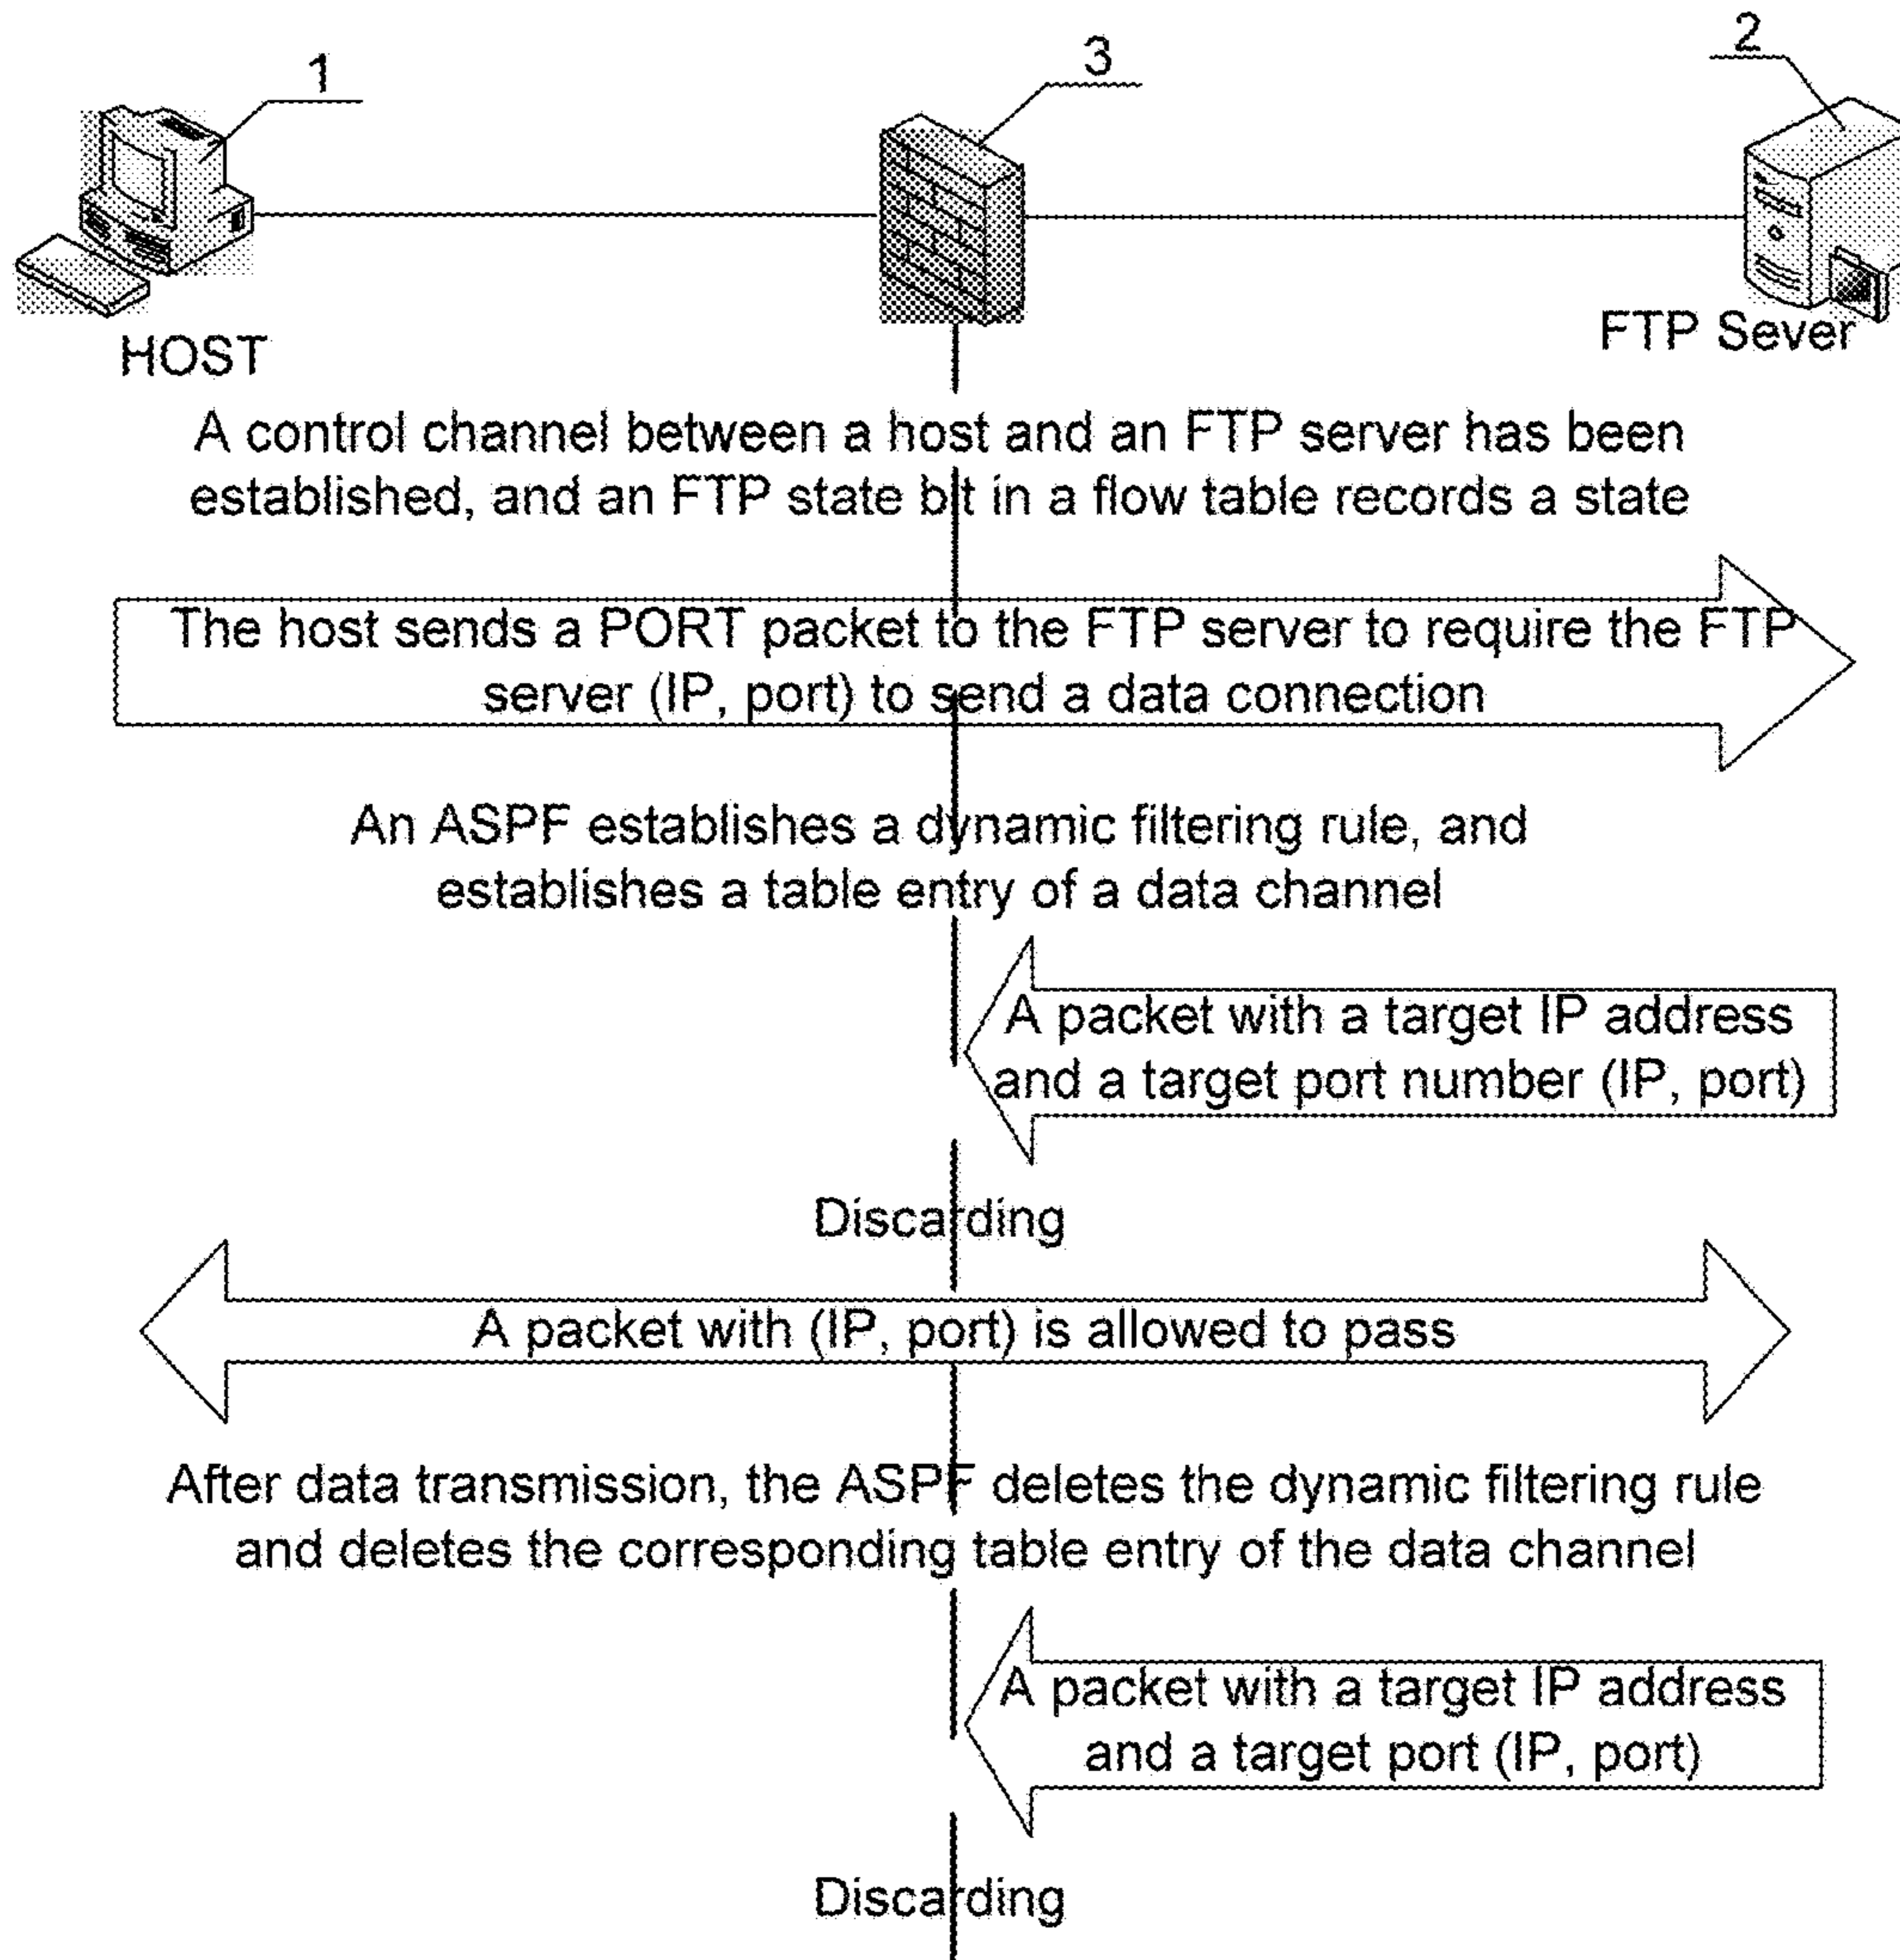 1
3
2
HOST
FTP Sever
A control channel between a host and an FTP server has been
established, and an FTP state bit in a flow table records a state
The host sends a PORT packet to the FTP server to require the FTP
server (IP, port) to send a data connection
An ASPF establishes a dynamic filtering rule, and
establishes a table entry of a data channel
A packet with a target IP address
and a target port number (IP, port)
Discarding
A packet with (IP, port) is allowed to pass
After data transmission, the ASPF deletes the dynamic filtering rule
and deletes the corresponding table entry of the data channel
A packet with a target IP address
and a target port (IP, port)
Discarding